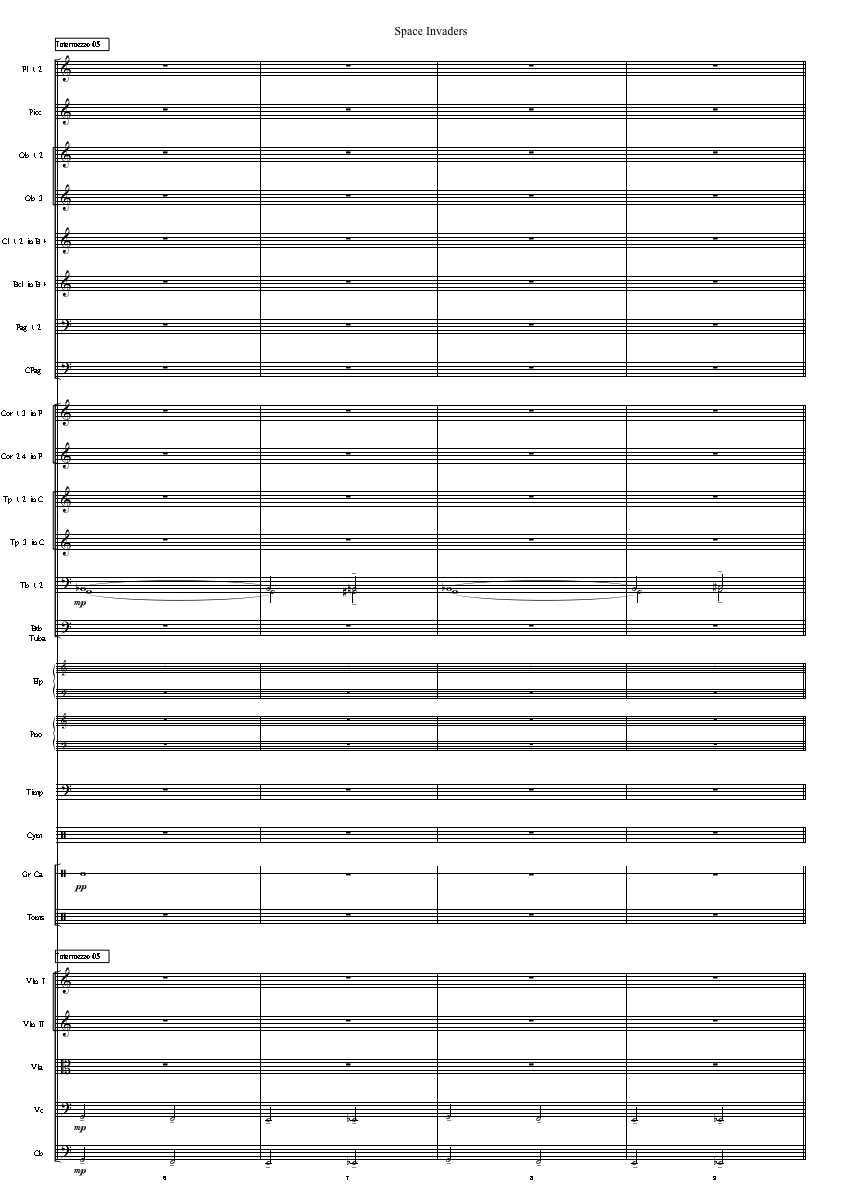 Space Invaders
Intermezzo 05
Fl 1 2
Picc
Ob 1 2
Ob 3
Cl 1 2 in B♭
Bcl in B♭
Fag 1 2
CFag
Cor 1 3 in F
Cor 2 4 in F
Tp 1 2 in C
Tp 3 in C
Tb 1 2
mp
Btb
Tuba
Hp
Pno
Timp
Cym
Gr Ca
pp
Toms
Intermezzo 05
Vln I
Vln II
Vla
Vc
mp
Cb
mp
6 7 8 9